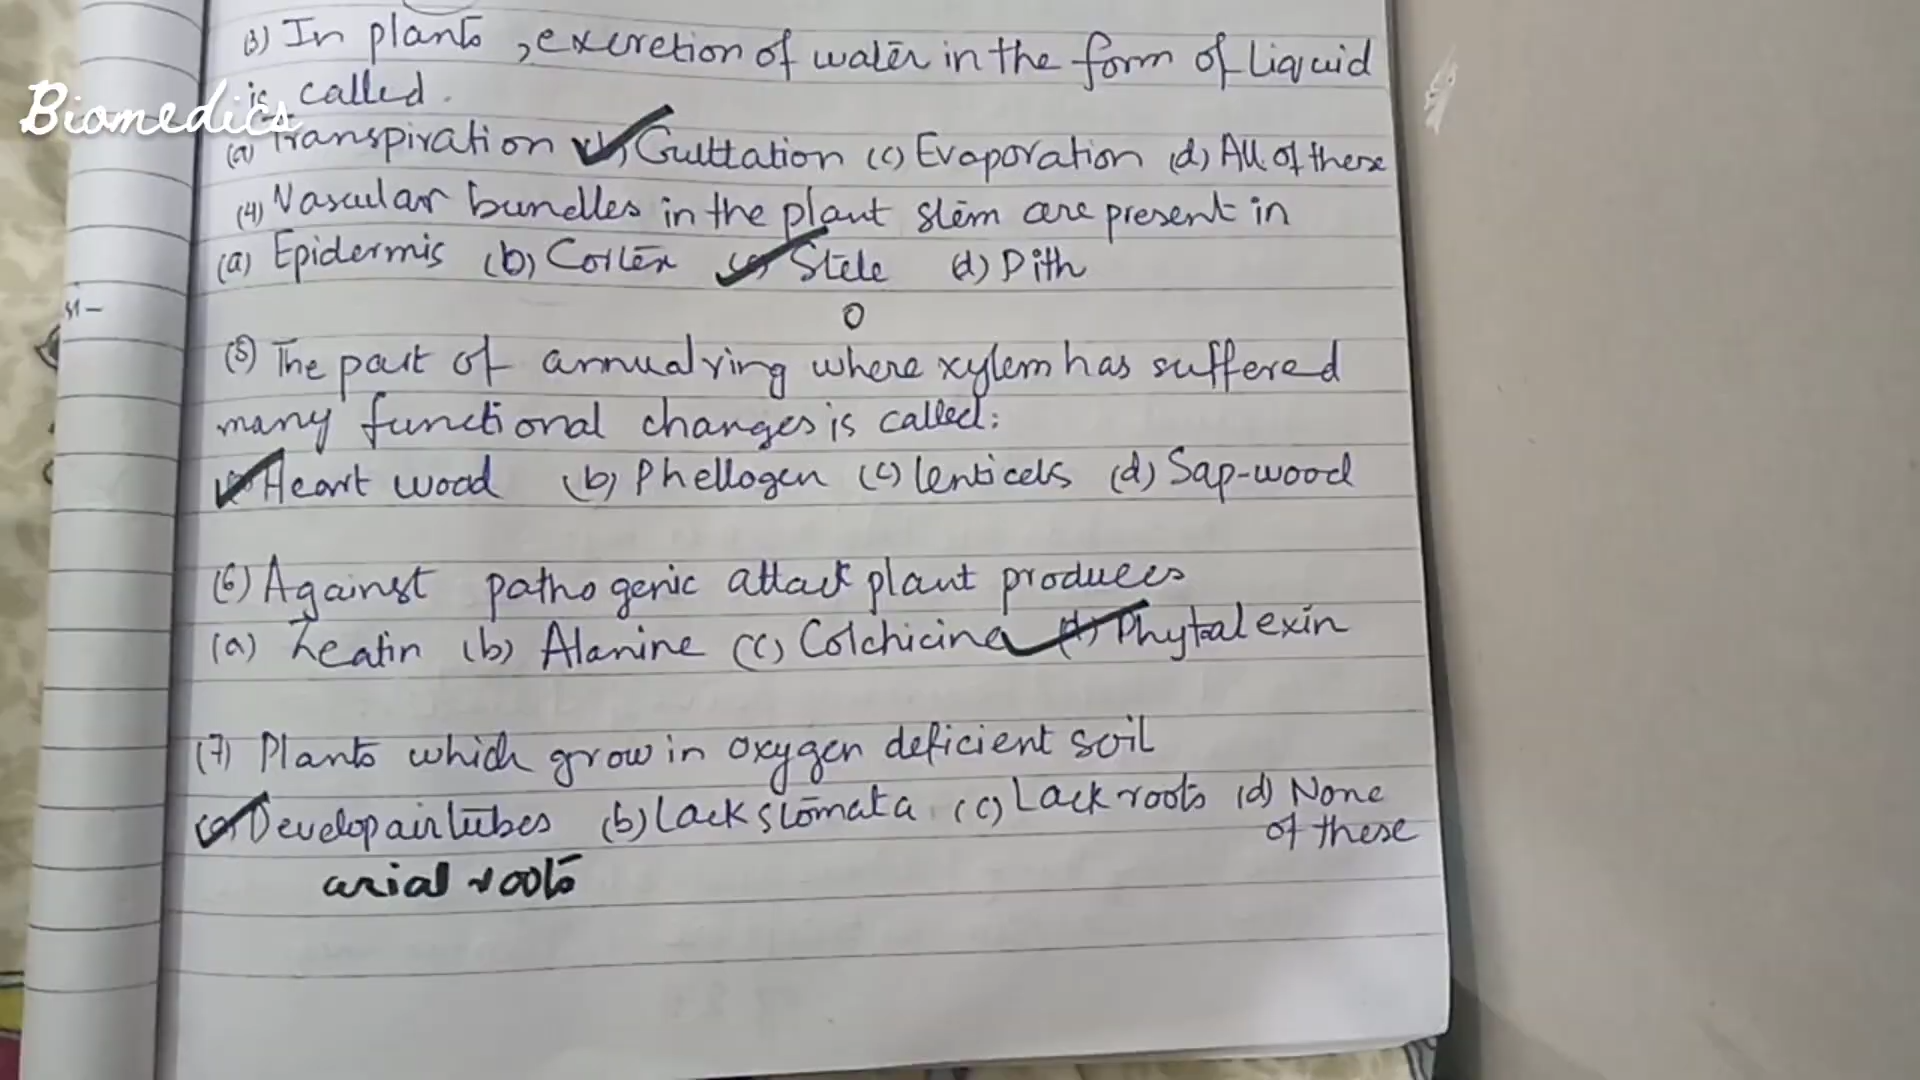 (3) In plants, excretion of water in the form of liquid
is called.
Biomedics
(a) Transpiration (b) Guttation (c) Evaporation (d) All of these
(4) Vascular bundles in the plant stem are present in
(a) Epidermis (b) Cortex (c) Stele (d) Pith
(5) The part of annual ring where xylem has suffered
many functional changes is called:
Heart wood (b) Phellogen (c) lenticels (d) Sap-wood
(6) Against pathogenic attack plant produces
(a) Zeatin (b) Alanine (c) Colchicine (d) Phytoalexin
(7) Plants which grow in oxygen deficient soil
(a) Develop air tubes (b) Lack stomata (c) Lack roots (d) None
of these
arial roots